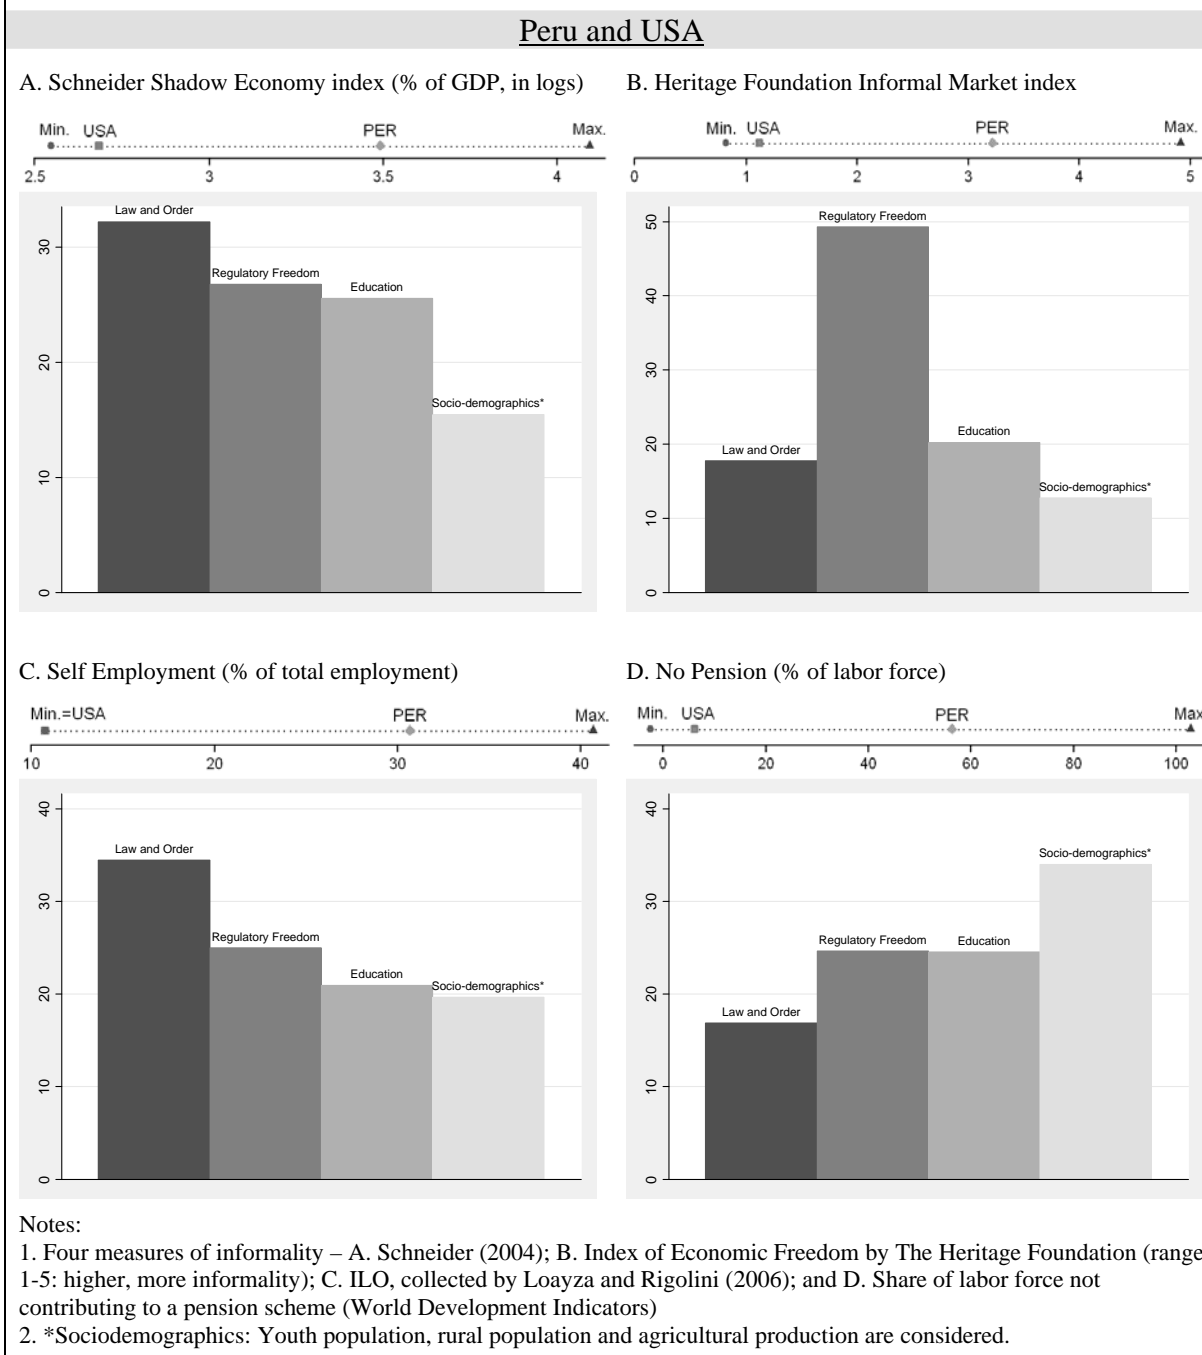 Peru and USA
A. Schneider Shadow Economy index (% of GDP, in logs)
Min. USA PER Max.
2.5 3 3.5 4
Law and Order
Regulatory Freedom
Education
Socio-demographics*
30
20
10
0
B. Heritage Foundation Informal Market index
Min. USA PER Max.
0 1 2 3 4 5
Regulatory Freedom
Law and Order
Education
Socio-demographics*
50
40
30
20
10
0
C. Self Employment (% of total employment)
Min.=USA PER Max.
10 20 30 40
Law and Order
Regulatory Freedom
Education
Socio-demographics*
40
30
20
10
0
D. No Pension (% of labor force)
Min. USA PER Max
0 20 40 60 80 100
Socio-demographics*
Regulatory Freedom
Education
Law and Order
40
30
20
10
0
Notes:
1. Four measures of informality – A. Schneider (2004); B. Index of Economic Freedom by The Heritage Foundation (range
1-5: higher, more informality); C. ILO, collected by Loayza and Rigolini (2006); and D. Share of labor force not
contributing to a pension scheme (World Development Indicators)
2. *Sociodemographics: Youth population, rural population and agricultural production are considered.